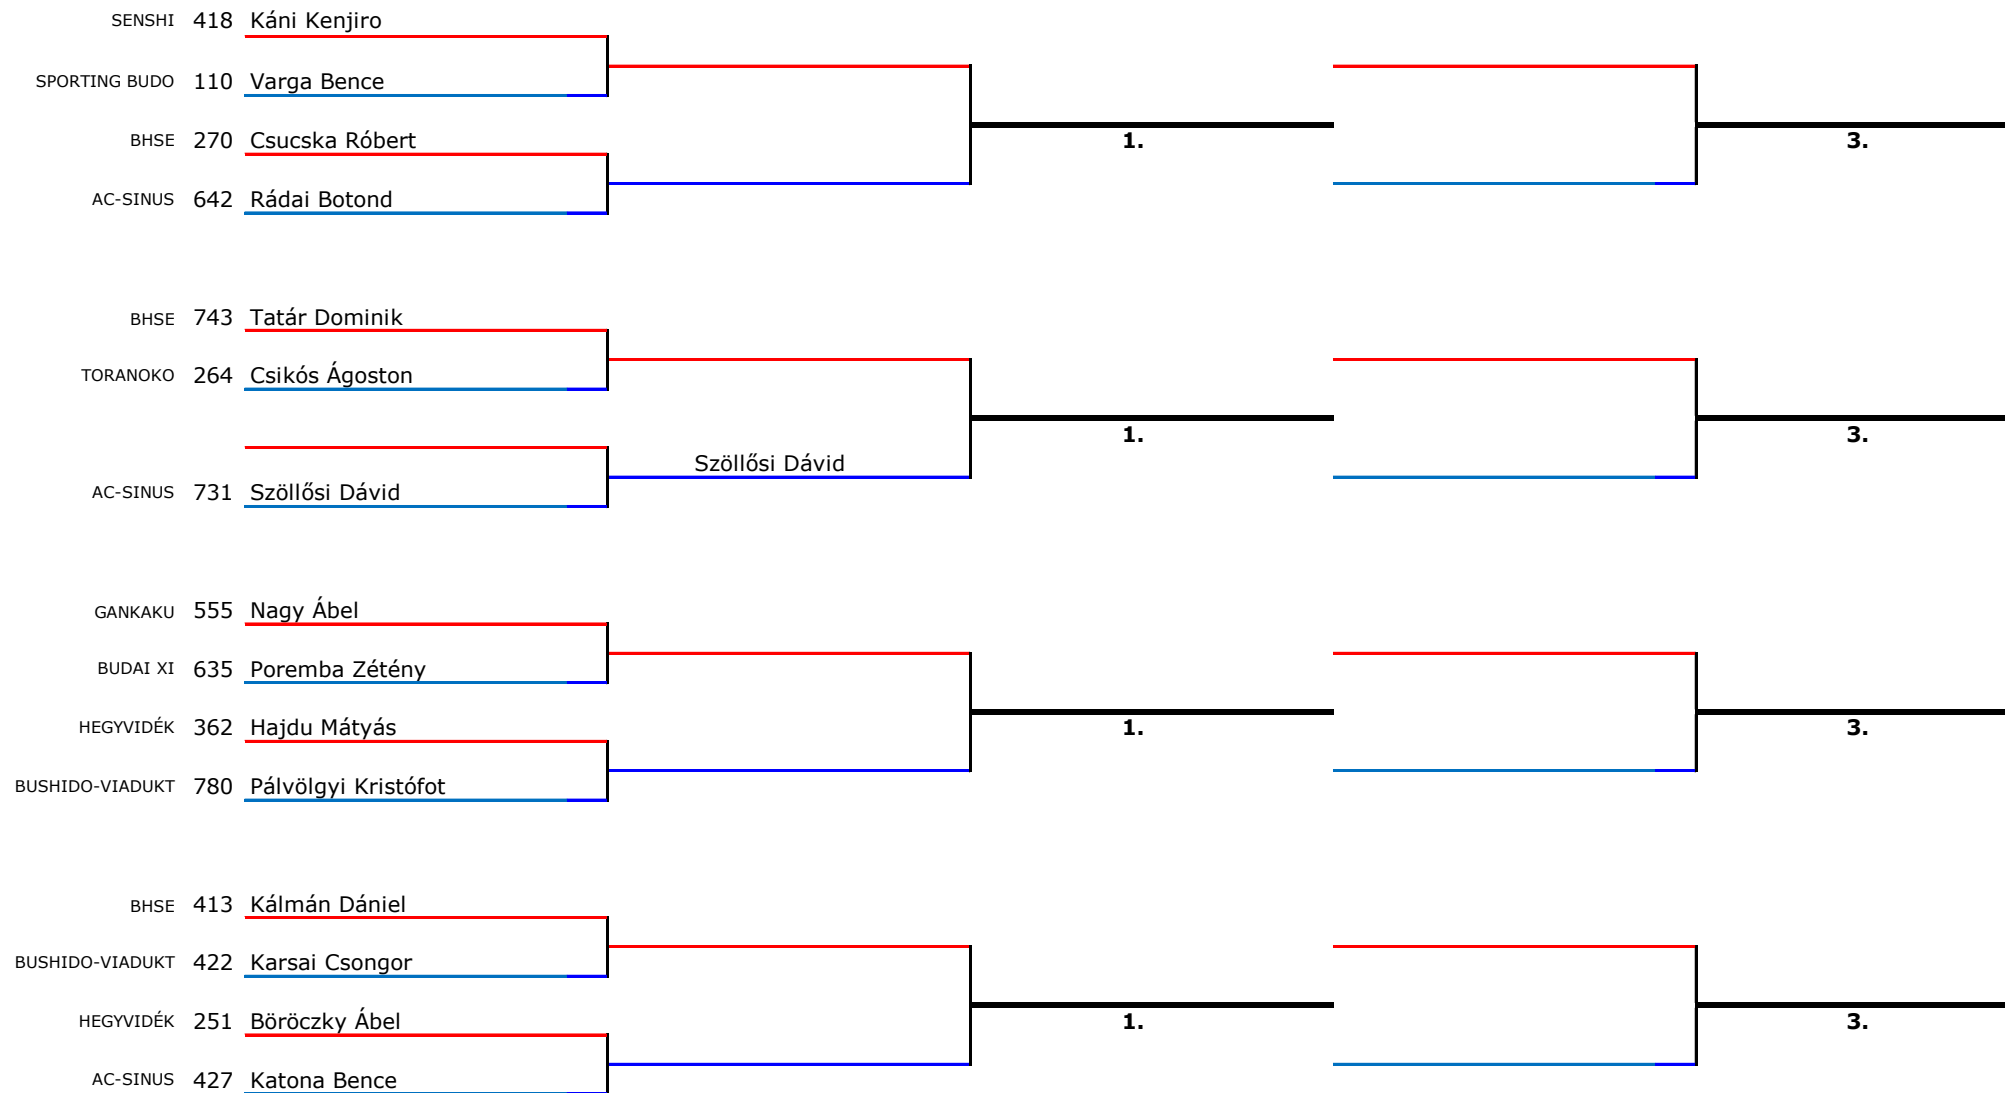 SENSHI 418 Káni Kenjiro
SPORTING BUDO 110 Varga Bence
1. 3.
BHSE 270 Csucska Róbert
AC-SINUS 642 Rádai Botond
BHSE 743 Tatár Dominik
TORANOKO 264 Csikós Ágoston
1. 3.
Szöllősi Dávid
AC-SINUS 731 Szöllősi Dávid
GANKAKU 555 Nagy Ábel
BUDAI XI 635 Poremba Zétény
HEGYVIDÉK 362 Hajdu Mátyás 1. 3.
BUSHIDO-VIADUKT 780 Pálvölgyi Kristófot
BHSE 413 Kálmán Dániel
BUSHIDO-VIADUKT 422 Karsai Csongor
HEGYVIDÉK 251 Böröczky Ábel 1. 3.
AC-SINUS 427 Katona Bence